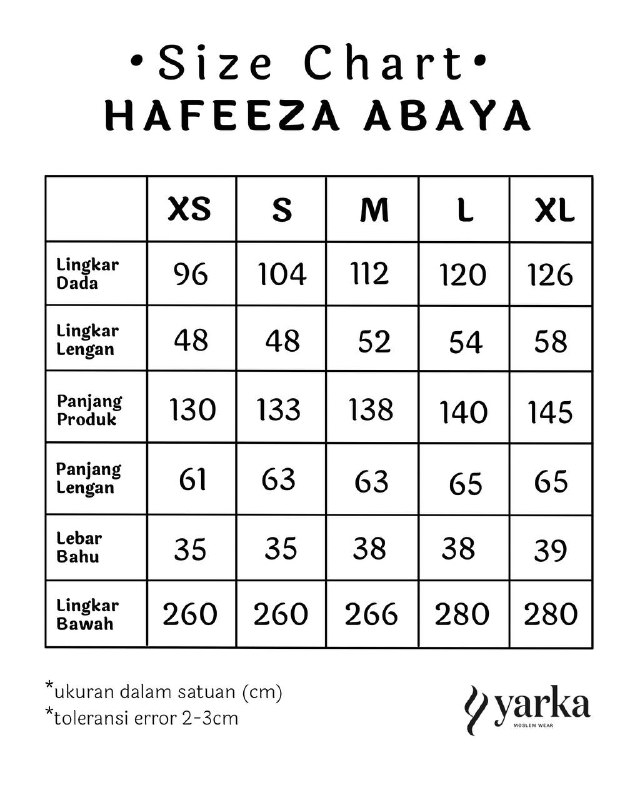 •Size Chart•
HAFEEZA ABAYA
XS S M L XL
Lingkar Dada 96 104 112 120 126
Lingkar Lengan 48 48 52 54 58
Panjang Produk 130 133 138 140 145
Panjang Lengan 61 63 63 65 65
Lebar Bahu 35 35 38 38 39
Lingkar Bawah 260 260 266 280 280
*ukuran dalam satuan (cm)
*toleransi error 2-3cm
yarka
MOSLEM WEAR